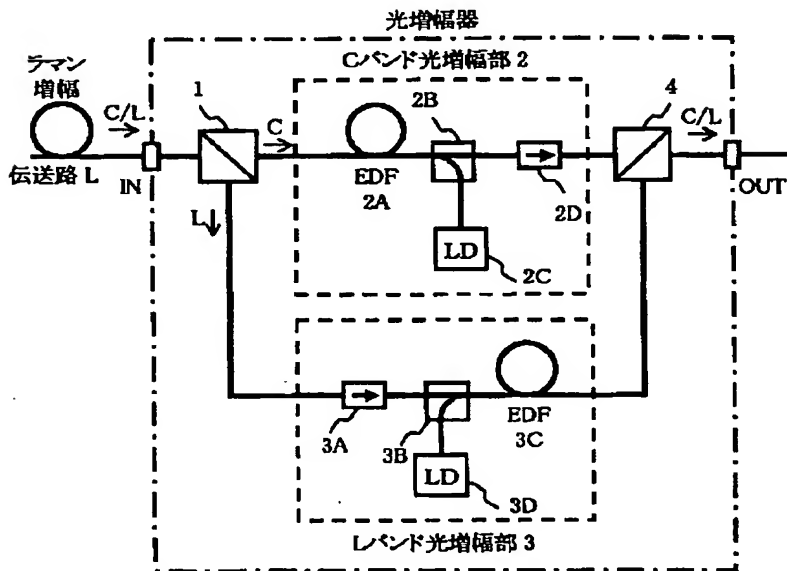 光増幅器
Cバンド光増幅部2
ラマン
増幅
C/L
伝送路 L
IN
1
C
L
EDF
2A
2B
LD
2C
2D
4
C/L
OUT
3A
3B
LD
3D
EDF
3C
Lバンド光増幅部3